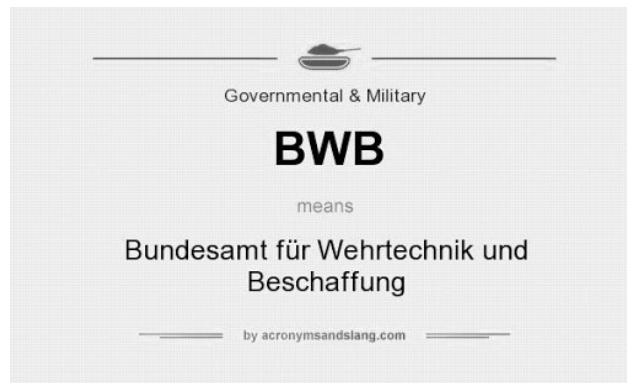 Governmental & Military
BWB
means
Bundesamt für Wehrtechnik und
Beschaffung
by acronymsandslang.com